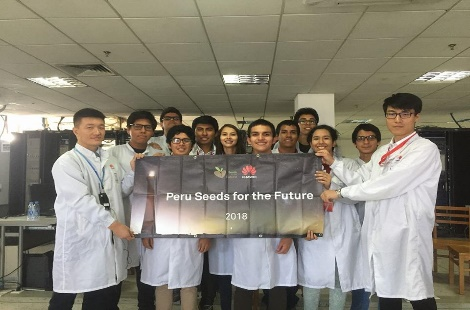 HUAWEI
Peru Seeds for the Future
2018